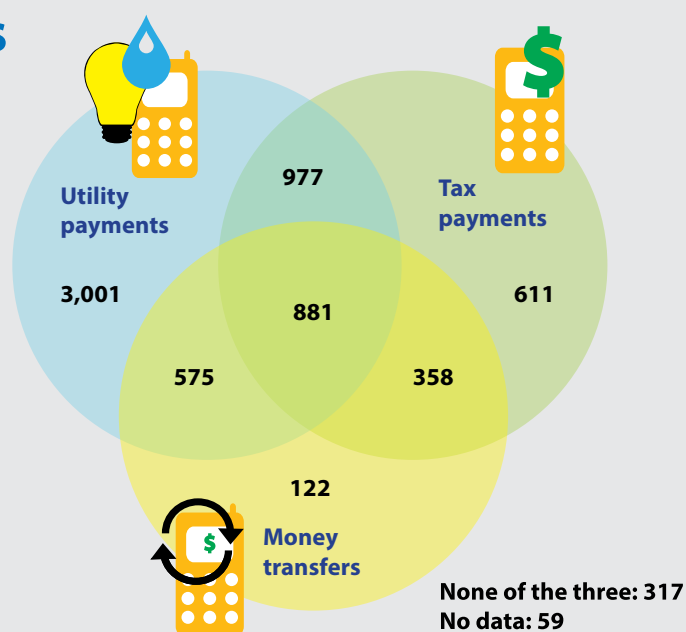 S
977
Utility
payments
Tax
payments
3,001
611
881
575
358
122
$
Money
transfers
None of the three: 317
No data: 59